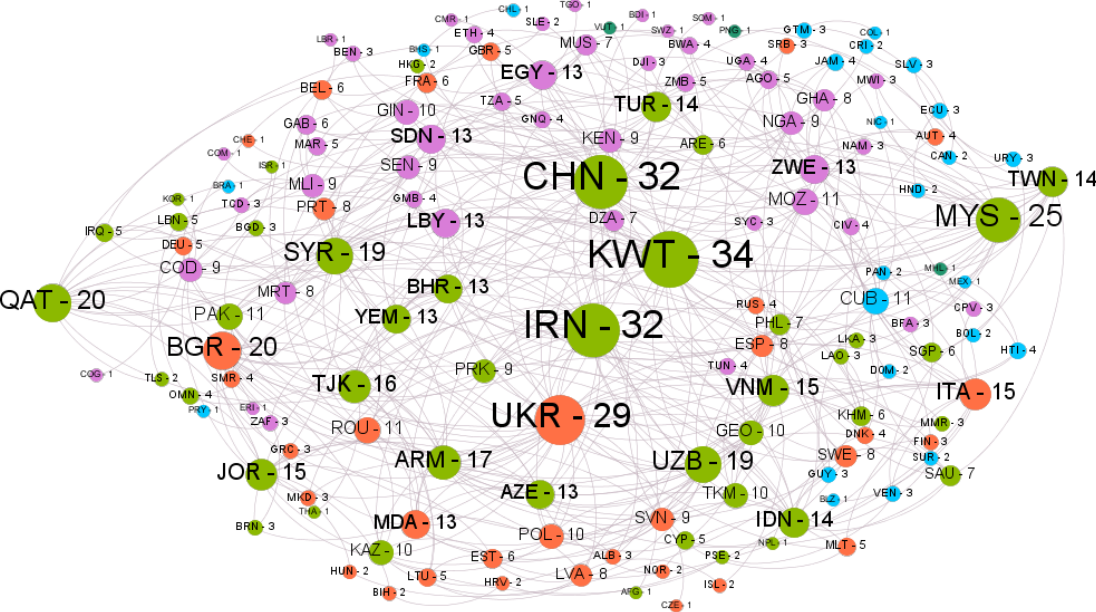 TGO - 1
CHL - 1
BDI - 1
SOM - 1
CMR - 1
SLE - 2
VUT - 1
SWZ - 1
PNG - 1
GTM - 3
COL - 1
ETH - 4
LBR - 1
MUS - 7
BWA - 4
SRB - 3
CRI - 2
BEN - 3
BHS - 1
GBR - 5
HKG - 2
DJI - 3
UGA - 4
JAM - 4
SLV - 3
EGY - 13
FRA - 6
BEL - 6
ZMB - 5
AGO - 5
MWI - 3
TZA - 5
TUR - 14
GHA - 8
GIN - 10
GNQ - 4
ECU - 3
GAB - 6
NGA - 9
NIC - 1
CHE - 1
SDN - 13
KEN - 9
ARE - 6
AUT - 4
MAR - 5
NAM - 3
COM - 1
CAN - 2
URY - 3
ISR - 1
SEN - 9
CHN - 32
ZWE - 13
TWN - 14
BRA - 1
MLI - 9
HND - 2
KOR - 1
TCD - 3
GMB - 4
MOZ - 11
PRT - 8
MYS - 25
LBN - 5
LBY - 13
DZA - 7
SYC - 3
CIV - 4
IRQ - 5
BGD - 3
DEU - 5
SYR - 19
KWT - 34
COD - 9
PAN - 2
MHL - 1
MEX - 1
BHR - 13
MRT - 8
QAT - 20
CUB - 11
RUS - 4
CPV - 3
PAK - 11
YEM - 13
IRN - 32
PHL - 7
BFA - 3
BOL - 2
LKA - 3
BGR - 20
ESP - 8
LAO - 3
SGP - 6
HTI - 4
TUN - 4
PRK - 9
DOM - 2
COG - 1
TLS - 2
SMR - 4
TJK - 16
VNM - 15
ITA - 15
OMN - 4
PRY - 1
ERI - 1
UKR - 29
KHM - 6
ZAF - 3
MMR - 3
ROU - 11
GEO - 10
DNK - 4
FIN - 3
GRC - 3
SWE - 8
SUR - 2
ARM - 17
UZB - 19
JOR - 15
GUY - 3
SAU - 7
AZE - 13
TKM - 10
VEN - 3
MKD - 3
BLZ - 1
THA - 1
MDA - 13
SVN - 9
IDN - 14
BRN - 3
POL - 10
CYP - 5
NPL - 1
MLT - 5
KAZ - 10
EST - 6
ALB - 3
PSE - 2
HUN - 2
LTU - 5
HRV - 2
LVA - 8
NOR - 2
ISL - 2
BIH - 2
AFG - 1
CZE - 1